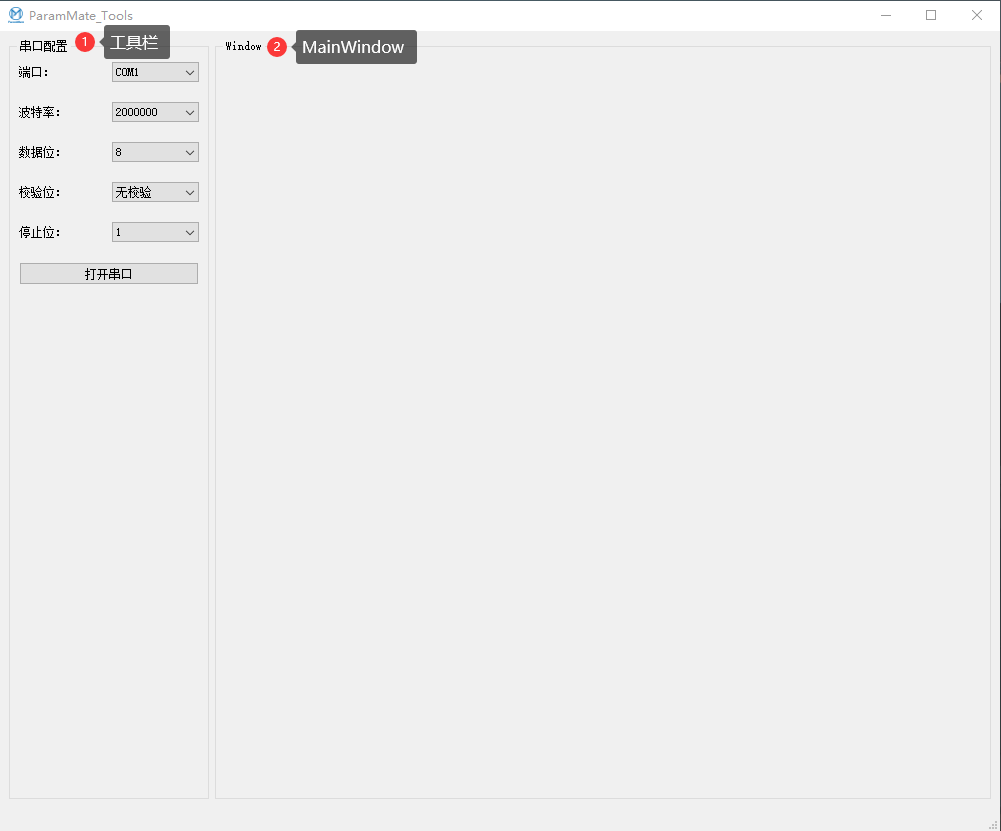 ParamMate_Tools
串口配置 1 工具栏
Window 2 MainWindow
端口： COM1
波特率： 2000000
数据位： 8
校验位： 无校验
停止位： 1
打开串口